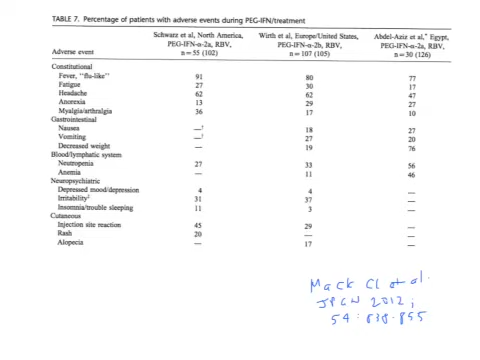 TABLE 7. Percentage of patients with adverse events during PEG-IFN/treatment
Schwarz et al, North America, Wirth et al, Europe/United States, Abdel-Aziz et al,* Egypt,
PEG-IFN-α-2a, RBV, PEG-IFN-α-2b, RBV, PEG-IFN-α-2a, RBV,
Adverse event n = 55 (102) n = 107 (105) n = 30 (126)
Constitutional
Fever, "flu-like" 91 80 77
Fatigue 27 30 17
Headache 62 62 47
Anorexia 13 29 27
Myalgia/arthralgia 36 17 10
Gastrointestinal
Nausea —† 18 27
Vomiting —† 27 20
Decreased weight — 19 76
Blood/lymphatic system
Neutropenia 27 33 56
Anemia — 11 46
Neuropsychiatric
Depressed mood/depression 4 4 —
Irritability‡ 31 37 —
Insomnia/trouble sleeping 11 3 —
Cutaneous
Injection site reaction 45 29 —
Rash 20 — —
Alopecia — 17 —
Mack Cl et al.
JPGN 2012;
54: 838-855